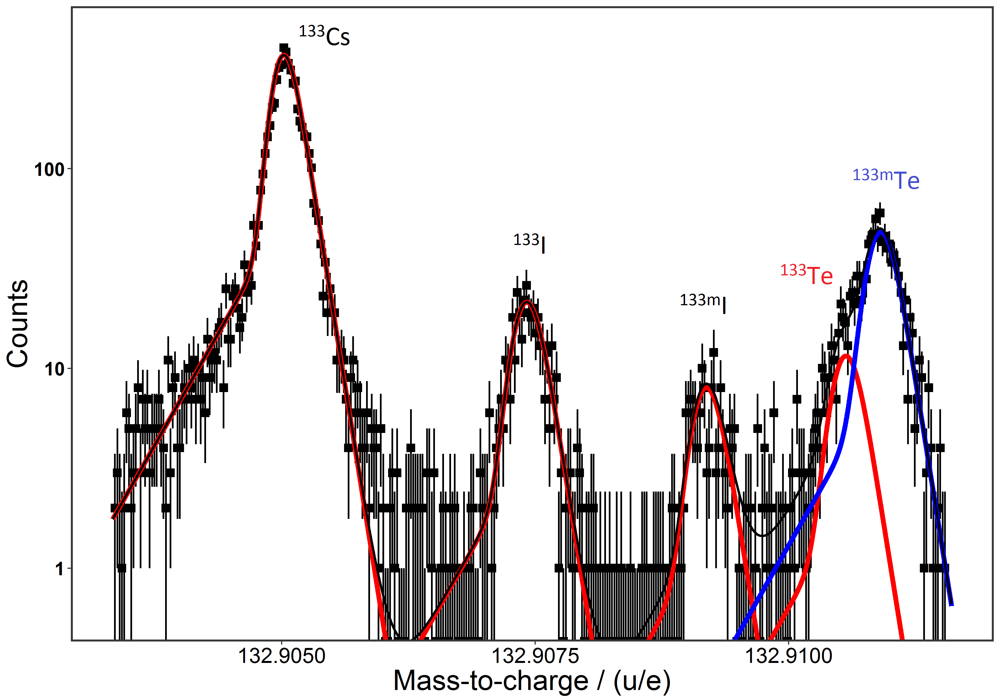 ¹³³Cs
¹³³I
¹³³ᵐI
¹³³Te
¹³³ᵐTe
Counts
100
10
1
132.9050
132.9075
132.9100
Mass-to-charge / (u/e)